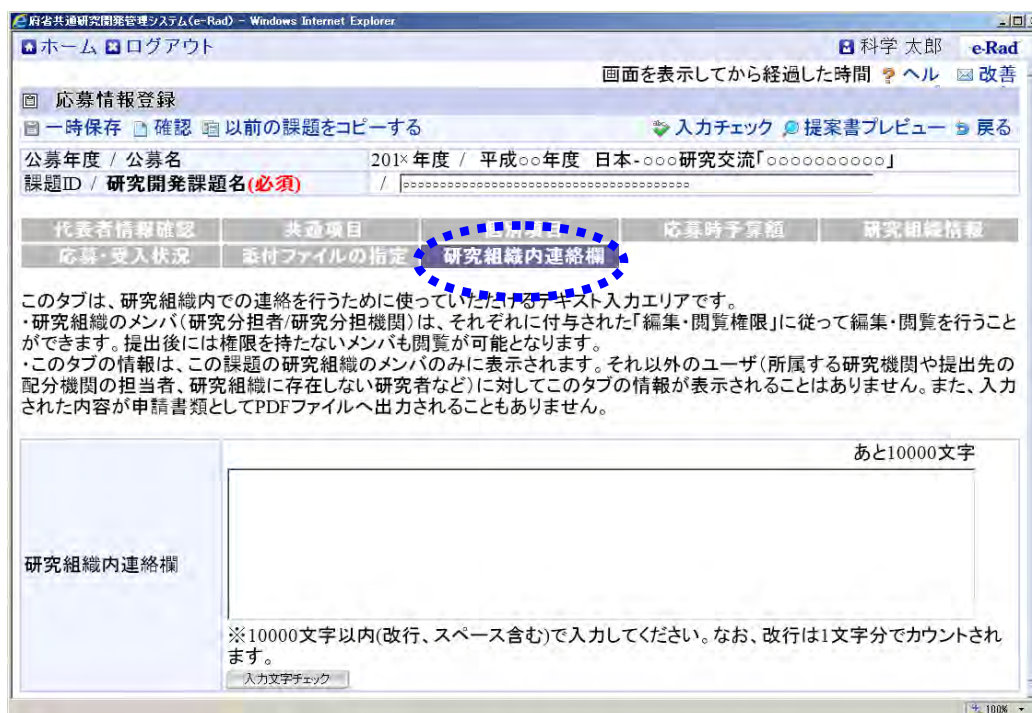 府省共通研究開発管理システム(e-Rad) - Windows Internet Explorer
ホーム ログアウト 科学 太郎 e-Rad
画面を表示してから経過した時間 ? ヘル 改善
応募情報登録
一時保存 確認 以前の課題をコピーする 入力チェック 提案書プレビュー 戻る
公募年度 / 公募名 201×年度 / 平成○○年度 日本-○○○研究交流「○○○○○○○○○○」
課題ID / 研究開発課題名(必須) / ○○○○○○○○○○○○○○○○○○○○○○○○○○○○○○○○○○○○○○○
代表者情報確認 共通項目 個別項目 応募時予算額 研究組織情報
応募・受入状況 添付ファイルの指定 研究組織内連絡欄
このタブは、研究組織内での連絡を行うために使っていただけるテキスト入力エリアです。
・研究組織のメンバ(研究分担者/研究分担機関)は、それぞれに付与された「編集・閲覧権限」に従って編集・閲覧を行うこと
ができます。提出後には権限を持たないメンバも閲覧が可能となります。
・このタブの情報は、この課題の研究組織のメンバのみに表示されます。それ以外のユーザ(所属する研究機関や提出先の
配分機関の担当者、研究組織に存在しない研究者など)に対してこのタブの情報が表示されることはありません。また、入力
された内容が申請書類としてPDFファイルへ出力されることもありません。
あと10000文字
研究組織内連絡欄
※10000文字以内(改行、スペース含む)で入力してください。なお、改行は1文字分でカウントされ
ます。
入力文字チェック
100%